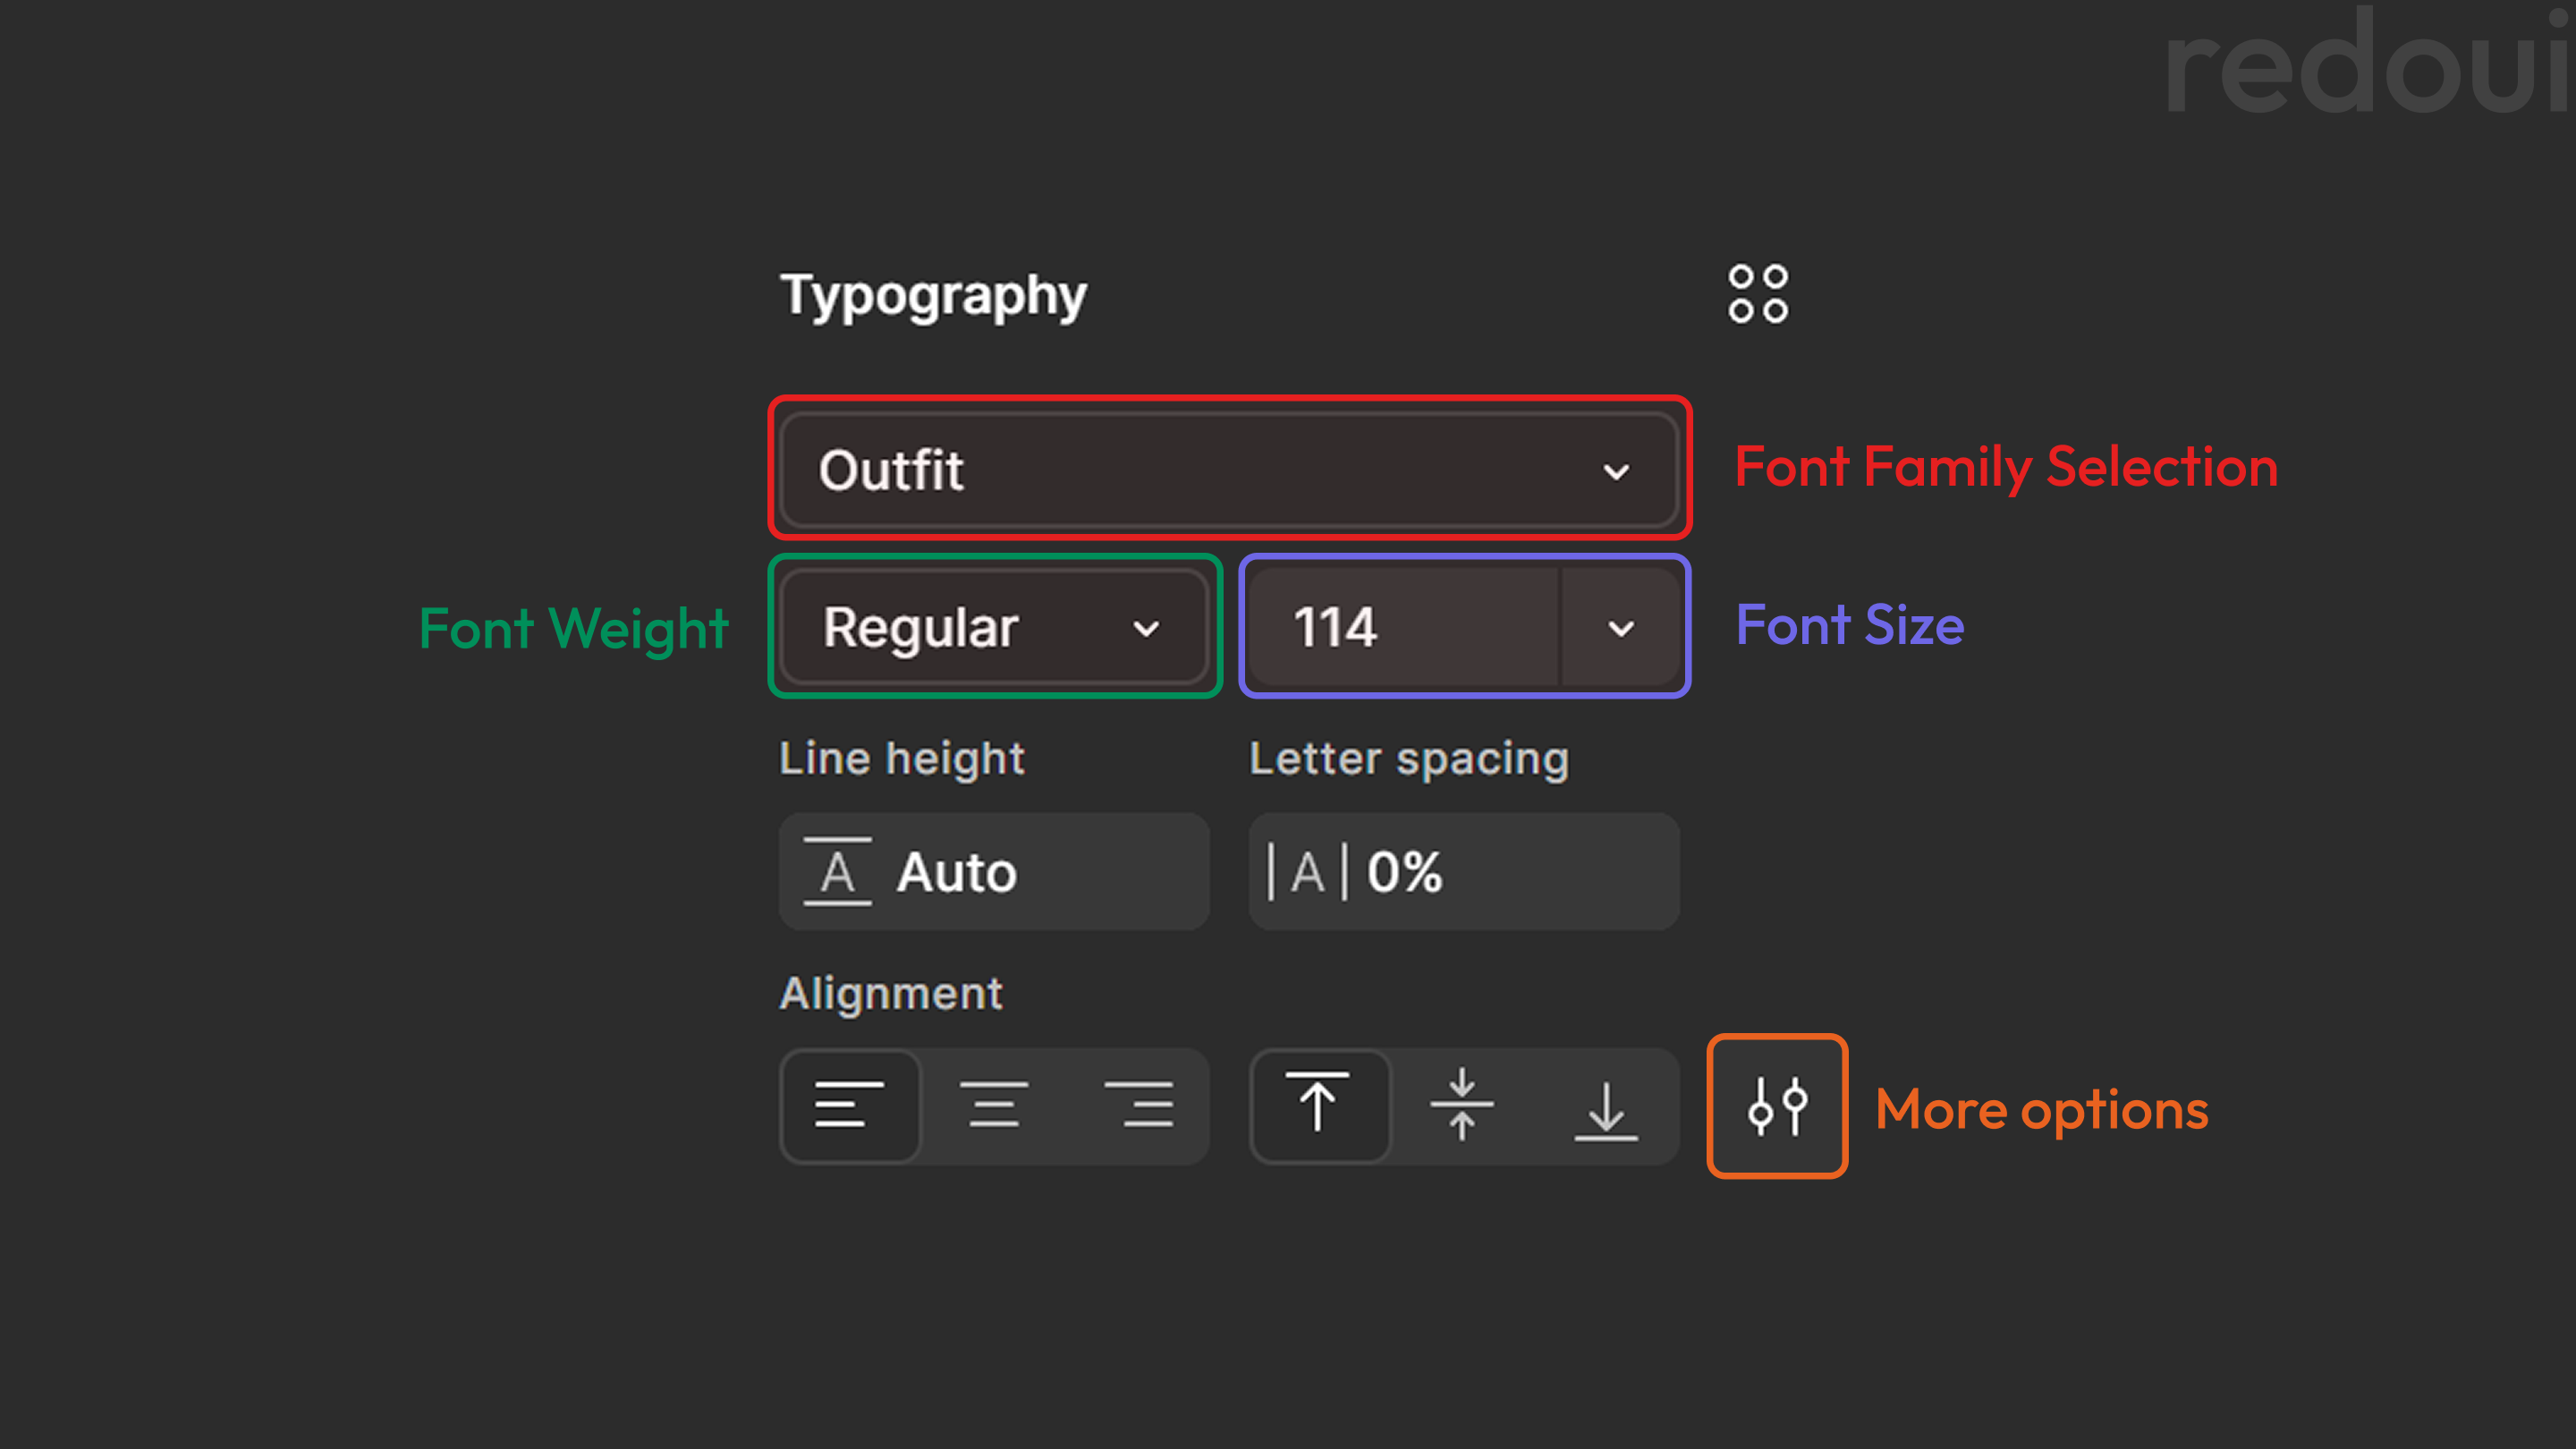 redoui
Typography
Outfit
Font Family Selection
Font Weight
Regular
114
Font Size
Line height
Letter spacing
A Auto
| A | 0%
Alignment
More options